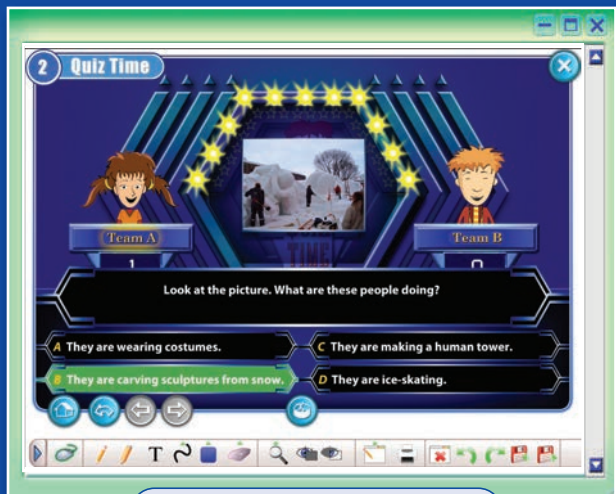 2 Quiz Time
Team A
Team B
1
0
TIME
Look at the picture. What are these people doing?
A They are wearing costumes.
C They are making a human tower.
B They are carving sculptures from snow.
D They are ice-skating.
T